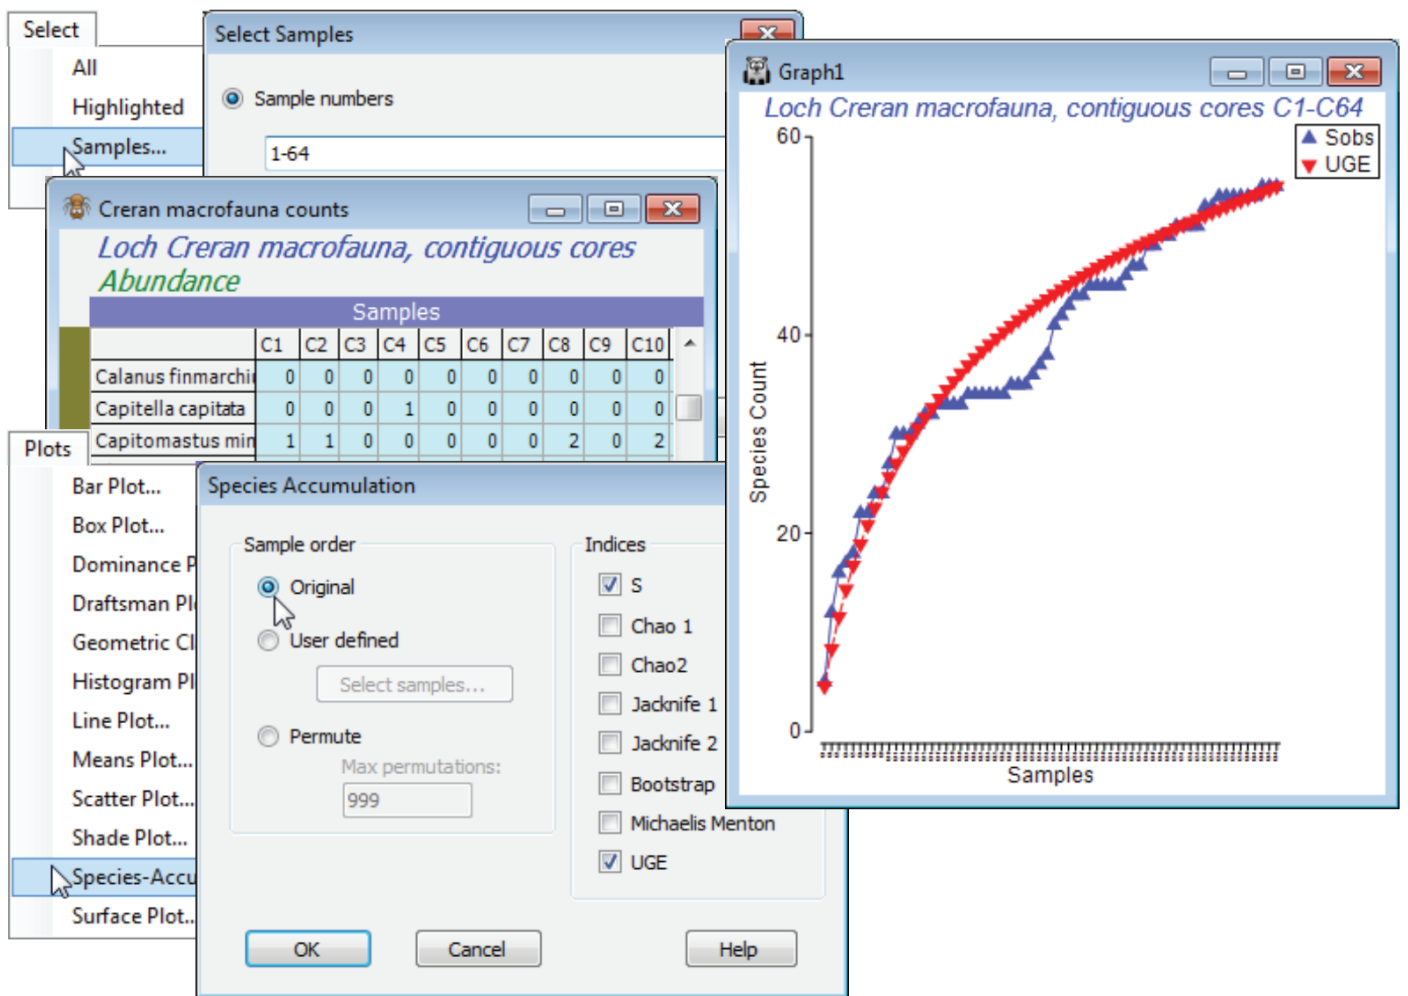 Select
All
Highlighted
Samples...
Select Samples
Sample numbers
1-64
Creran macrofauna counts
Loch Creran macrofauna, contiguous cores
Abundance
Samples
C1 C2 C3 C4 C5 C6 C7 C8 C9 C10
Calanus finmarchi 0 0 0 0 0 0 0 0 0 0
Capitella capitata 0 0 0 1 0 0 0 0 0 0
Capitomastus min 1 1 0 0 0 0 0 2 0 2
Plots
Bar Plot...
Box Plot...
Dominance P
Draftsman Pl
Geometric Cl
Histogram Pl
Line Plot...
Means Plot...
Scatter Plot...
Shade Plot...
Species-Accu
Surface Plot..
Species Accumulation
Sample order
Original
User defined
Select samples...
Permute
Max permutations:
999
Indices
S
Chao 1
Chao2
Jacknife 1
Jacknife 2
Bootstrap
Michaelis Menton
UGE
OK
Cancel
Help
Graph1
Loch Creran macrofauna, contiguous cores C1-C64
Sobs
UGE
60
40
20
0
Species Count
Samples